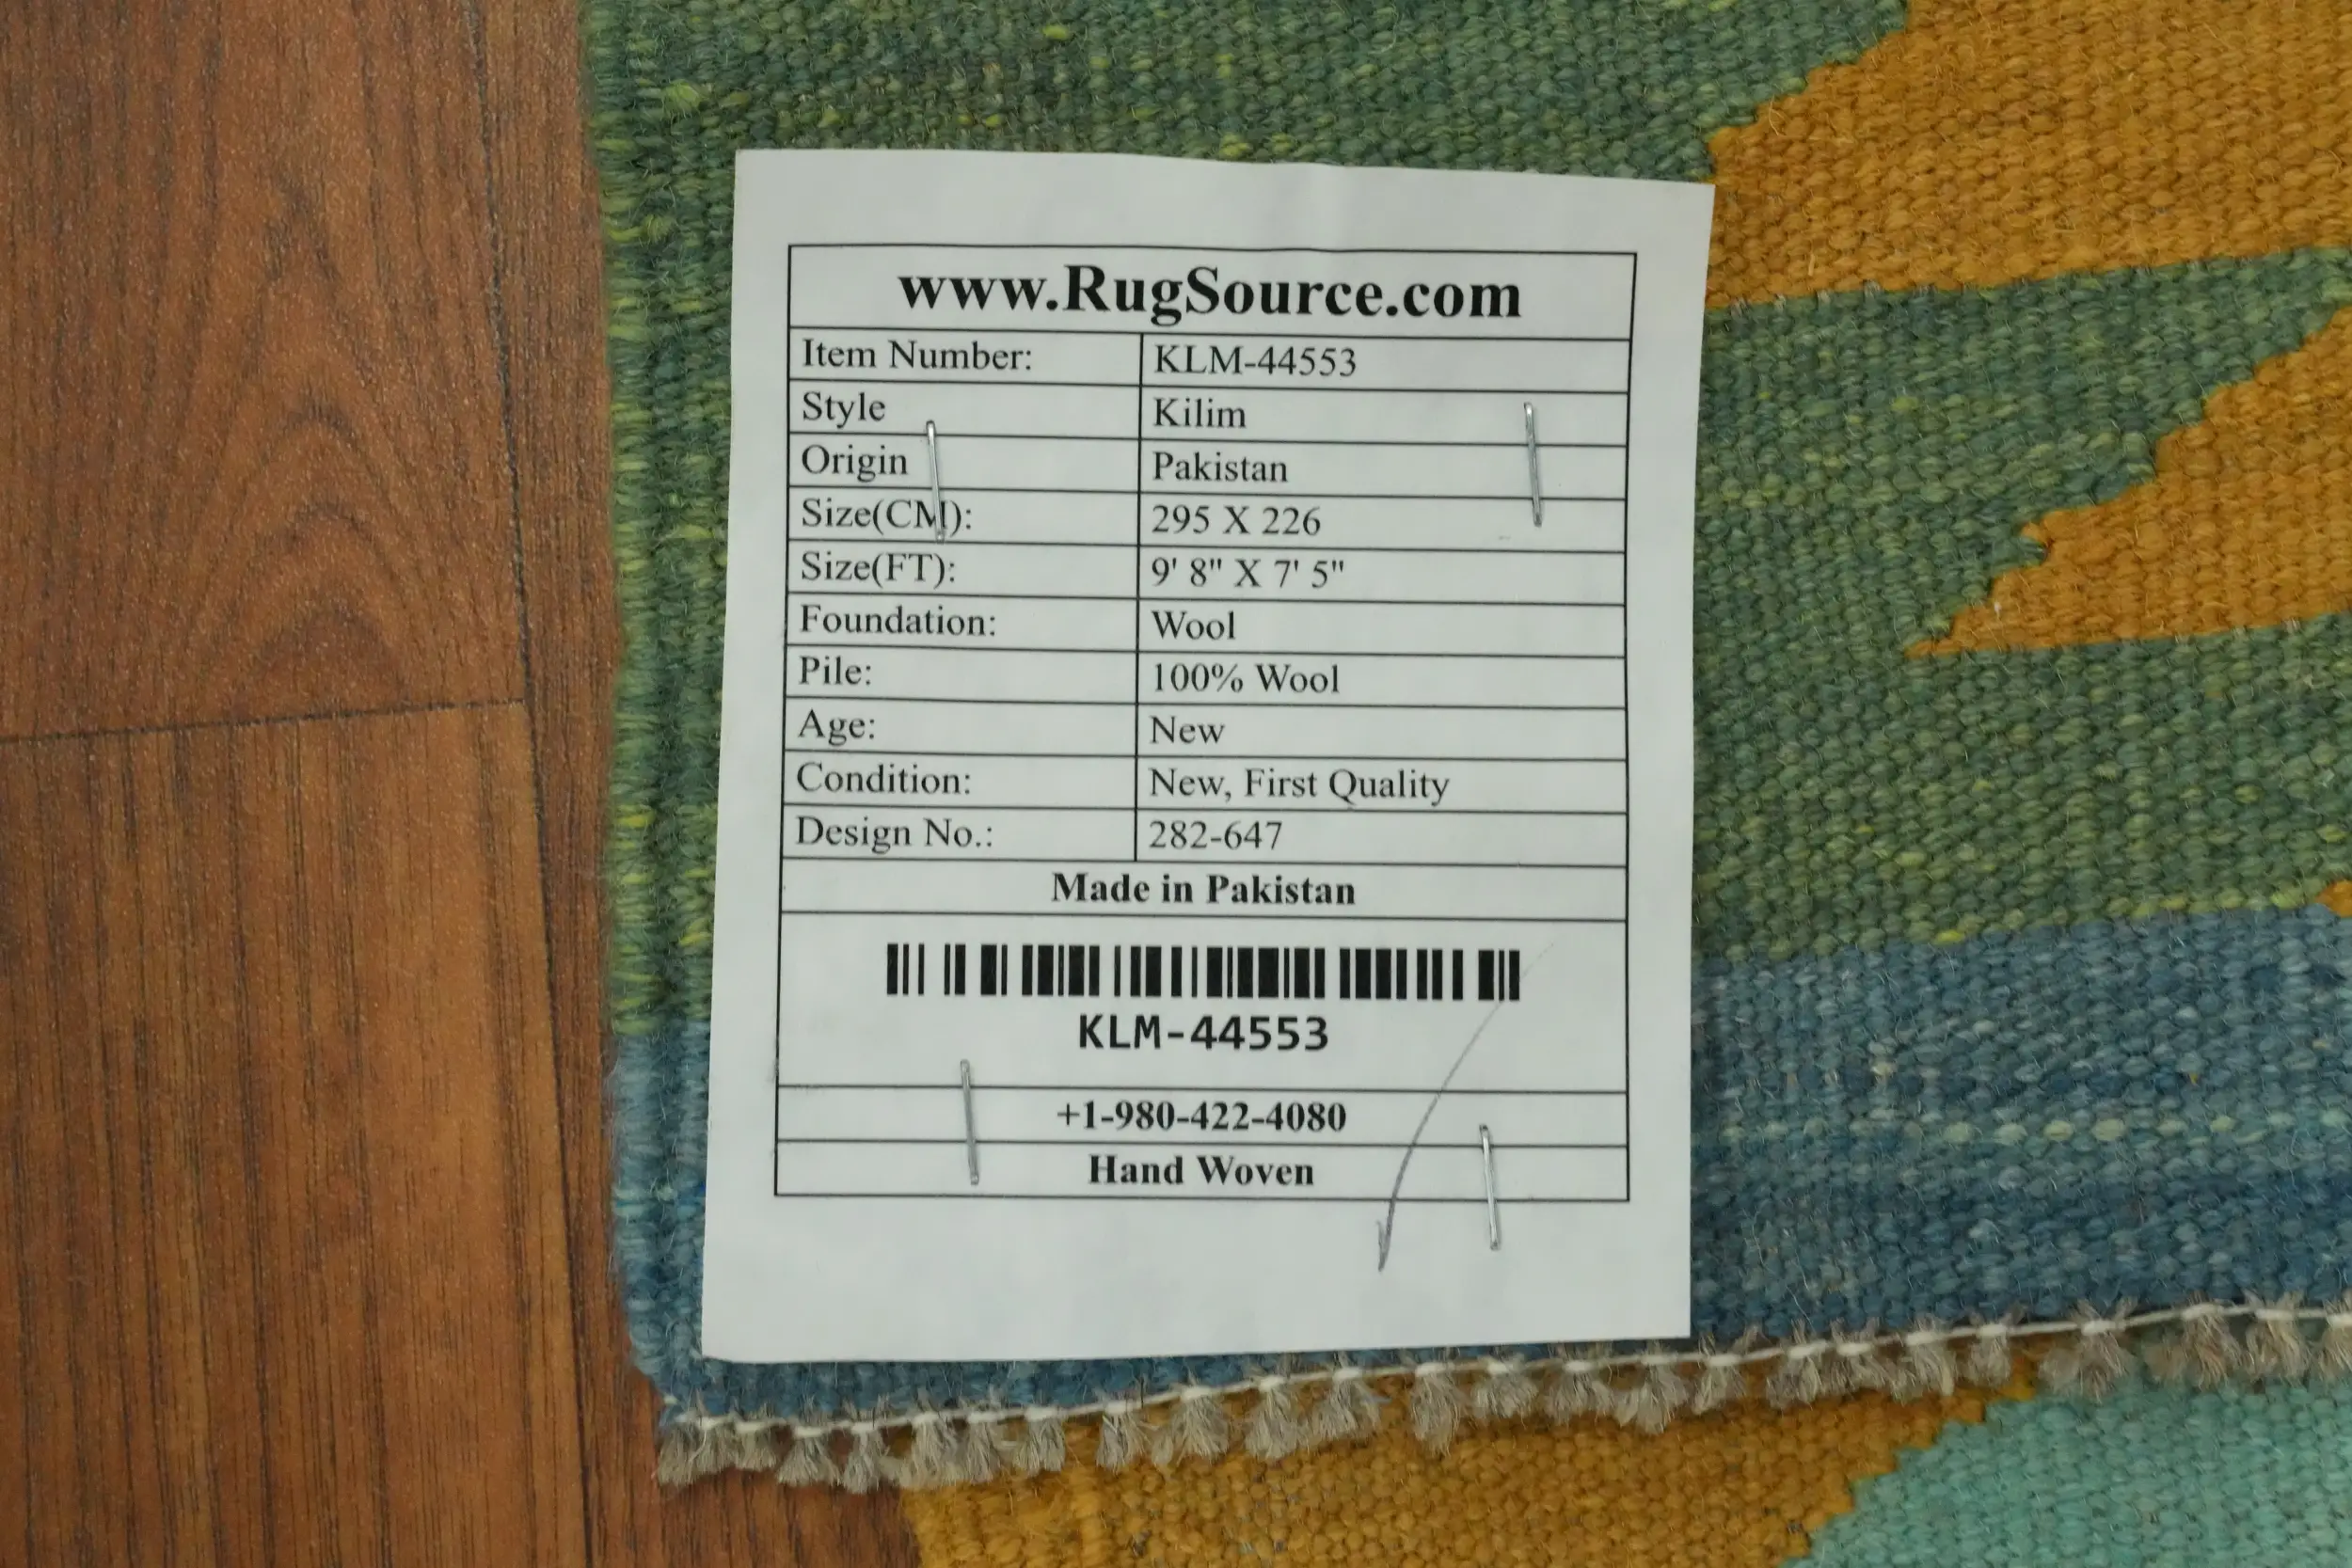 www.RugSource.com
Item Number: KLM-44553
Style Kilim
Origin Pakistan
Size(CM): 295 X 226
Size(FT): 9' 8" X 7' 5"
Foundation: Wool
Pile: 100% Wool
Age: New
Condition: New, First Quality
Design No.: 282-647
Made in Pakistan
KLM-44553
+1-980-422-4080
Hand Woven